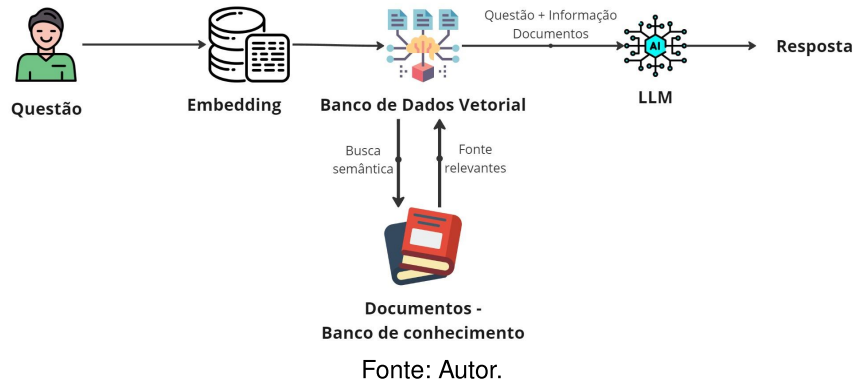 Questão
Embedding
Banco de Dados Vetorial
Questão + Informação
Documentos
AI
LLM
Resposta
Busca
semântica
Fonte
relevantes
Documentos -
Banco de conhecimento
Fonte: Autor.